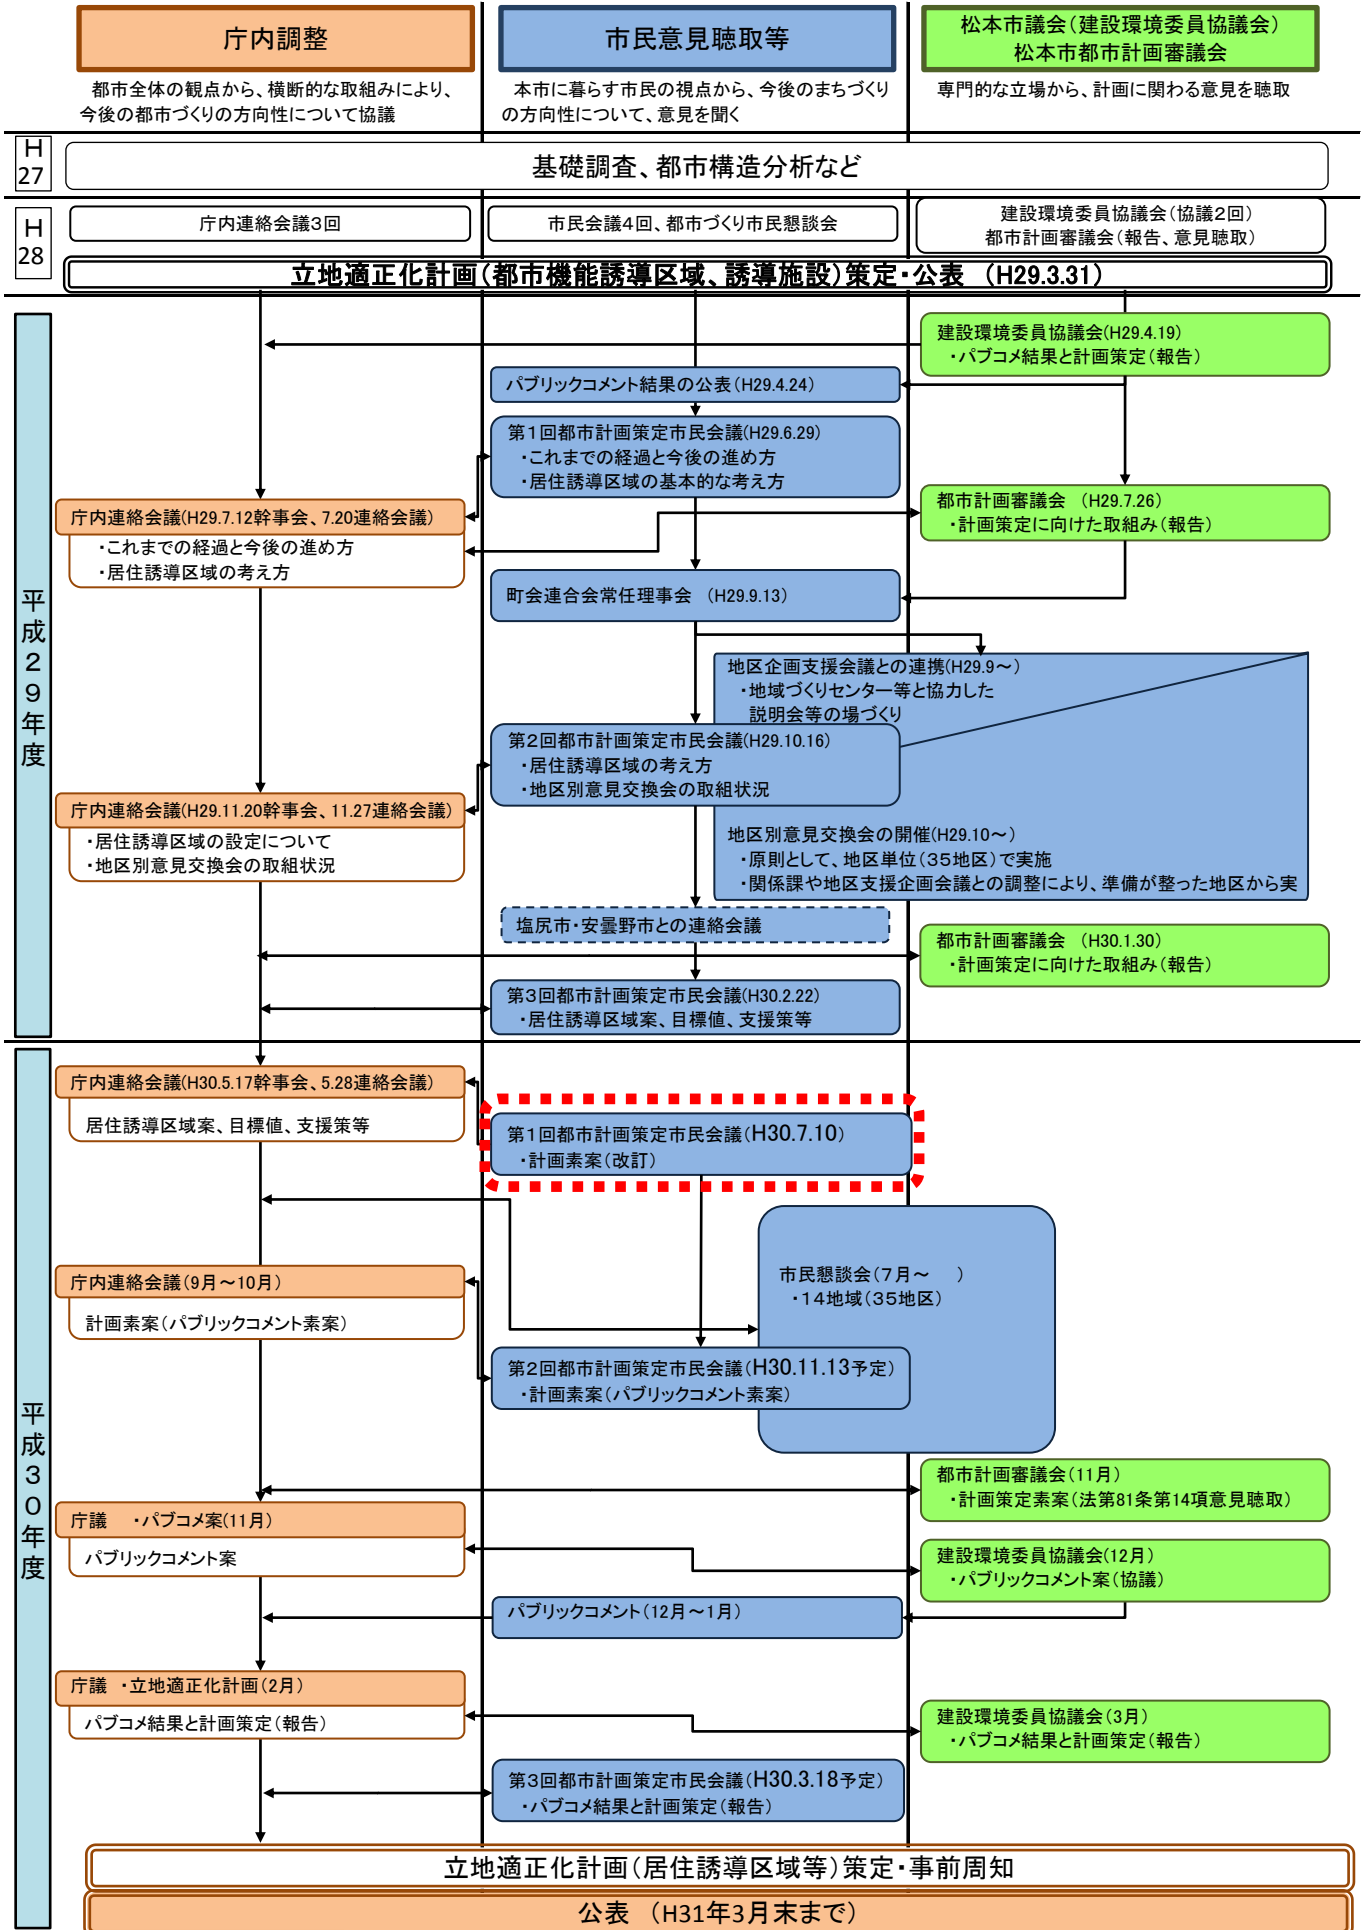 庁内調整
市民意見聴取等
松本市議会(建設環境委員協議会)
松本市都市計画審議会
都市全体の観点から、横断的な取組みにより、
今後の都市づくりの方向性について協議
本市に暮らす市民の視点から、今後のまちづくり
の方向性について、意見を聞く
専門的な立場から、計画に関わる意見を聴取
H
27
基礎調査、都市構造分析など
H
28
庁内連絡会議3回
市民会議4回、都市づくり市民懇談会
建設環境委員協議会(協議2回)
都市計画審議会(報告、意見聴取)
立地適正化計画(都市機能誘導区域、誘導施設)策定・公表 (H29.3.31)
平成29年度
建設環境委員協議会(H29.4.19)
・パブコメ結果と計画策定(報告)
パブリックコメント結果の公表(H29.4.24)
第1回都市計画策定市民会議(H29.6.29)
・これまでの経過と今後の進め方
・居住誘導区域の基本的な考え方
庁内連絡会議(H29.7.12幹事会、7.20連絡会議)
・これまでの経過と今後の進め方
・居住誘導区域の考え方
都市計画審議会 (H29.7.26)
・計画策定に向けた取組み(報告)
町会連合会常任理事会 (H29.9.13)
地区企画支援会議との連携(H29.9~)
・地域づくりセンター等と協力した
説明会等の場づくり
第2回都市計画策定市民会議(H29.10.16)
・居住誘導区域の考え方
・地区別意見交換会の取組状況
庁内連絡会議(H29.11.20幹事会、11.27連絡会議)
・居住誘導区域の設定について
・地区別意見交換会の取組状況
地区別意見交換会の開催(H29.10~)
・原則として、地区単位(35地区)で実施
・関係課や地区支援企画会議との調整により、準備が整った地区から実
塩尻市・安曇野市との連絡会議
都市計画審議会 (H30.1.30)
・計画策定に向けた取組み(報告)
第3回都市計画策定市民会議(H30.2.22)
・居住誘導区域案、目標値、支援策等
平成30年度
庁内連絡会議(H30.5.17幹事会、5.28連絡会議)
居住誘導区域案、目標値、支援策等
第1回都市計画策定市民会議(H30.7.10)
・計画素案(改訂)
市民懇談会(7月~ )
・14地域(35地区)
庁内連絡会議(9月~10月)
計画素案(パブリックコメント素案)
第2回都市計画策定市民会議(H30.11.13予定)
・計画素案(パブリックコメント素案)
都市計画審議会(11月)
・計画策定素案(法第81条第14項意見聴取)
庁議 ・パブコメ案(11月)
パブリックコメント案
建設環境委員協議会(12月)
・パブリックコメント案(協議)
パブリックコメント(12月~1月)
庁議 ・立地適正化計画(2月)
パブコメ結果と計画策定(報告)
建設環境委員協議会(3月)
・パブコメ結果と計画策定(報告)
第3回都市計画策定市民会議(H30.3.18予定)
・パブコメ結果と計画策定(報告)
立地適正化計画(居住誘導区域等)策定・事前周知
公表 (H31年3月末まで)